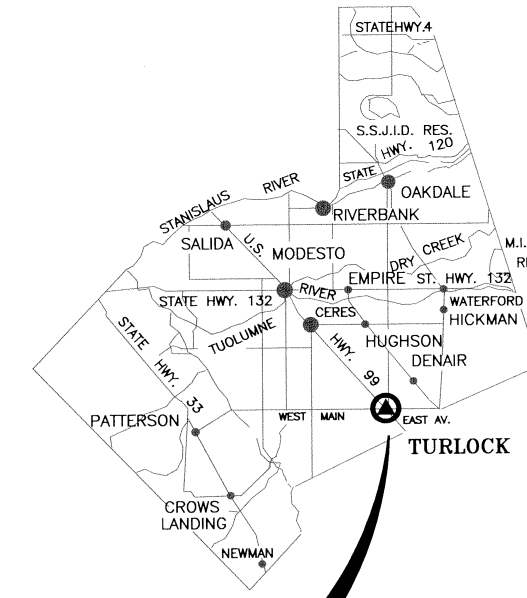 STATEHWY.4
S.S.J.I.D. RES.
STATE HWY. 120
OAKDALE
STANISLAUS RIVER
RIVERBANK
SALIDA
U.S.
MODESTO
DRY CREEK
M.I.
EMPIRE
ST. HWY. 132
STATE HWY. 132
RIVER
WATERFORD
CERES
HICKMAN
TUOLUMNE
STATE HWY. 33
HWY. 99
HUGHSON
DENAIR
PATTERSON
WEST MAIN
EAST AV.
TURLOCK
CROWS
LANDING
NEWMAN